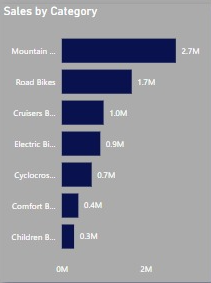 Sales by Category
Mountain ... 2.7M
Road Bikes 1.7M
Cruisers B... 1.0M
Electric Bi... 0.9M
Cyclocros... 0.7M
Comfort B... 0.4M
Children B... 0.3M
0M 2M